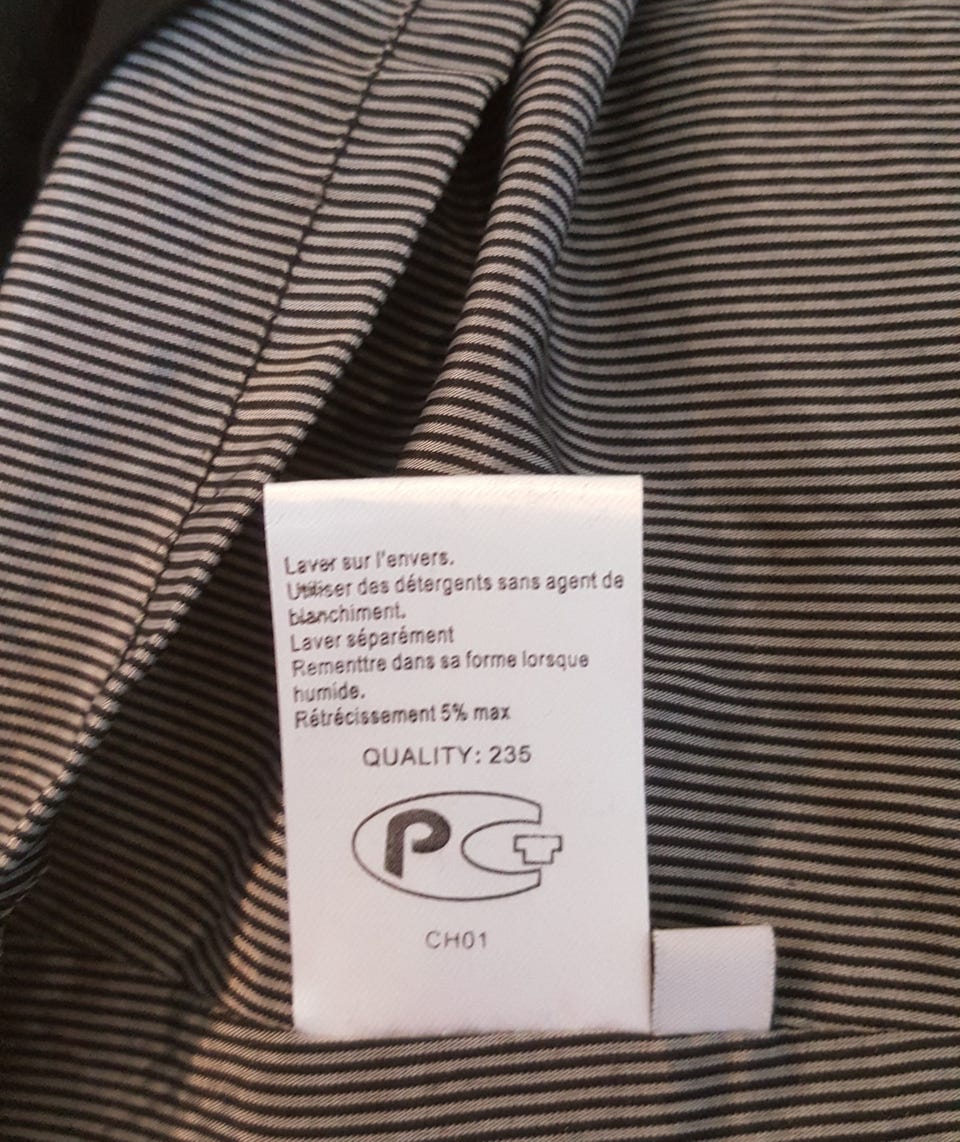 Laver sur l'envers.
Utiliser des détergents sans agent de
blanchiment.
Laver séparément
Rementtre dans sa forme lorsque
humide.
Rétrécissement 5% max
QUALITY: 235
PCT
CH01